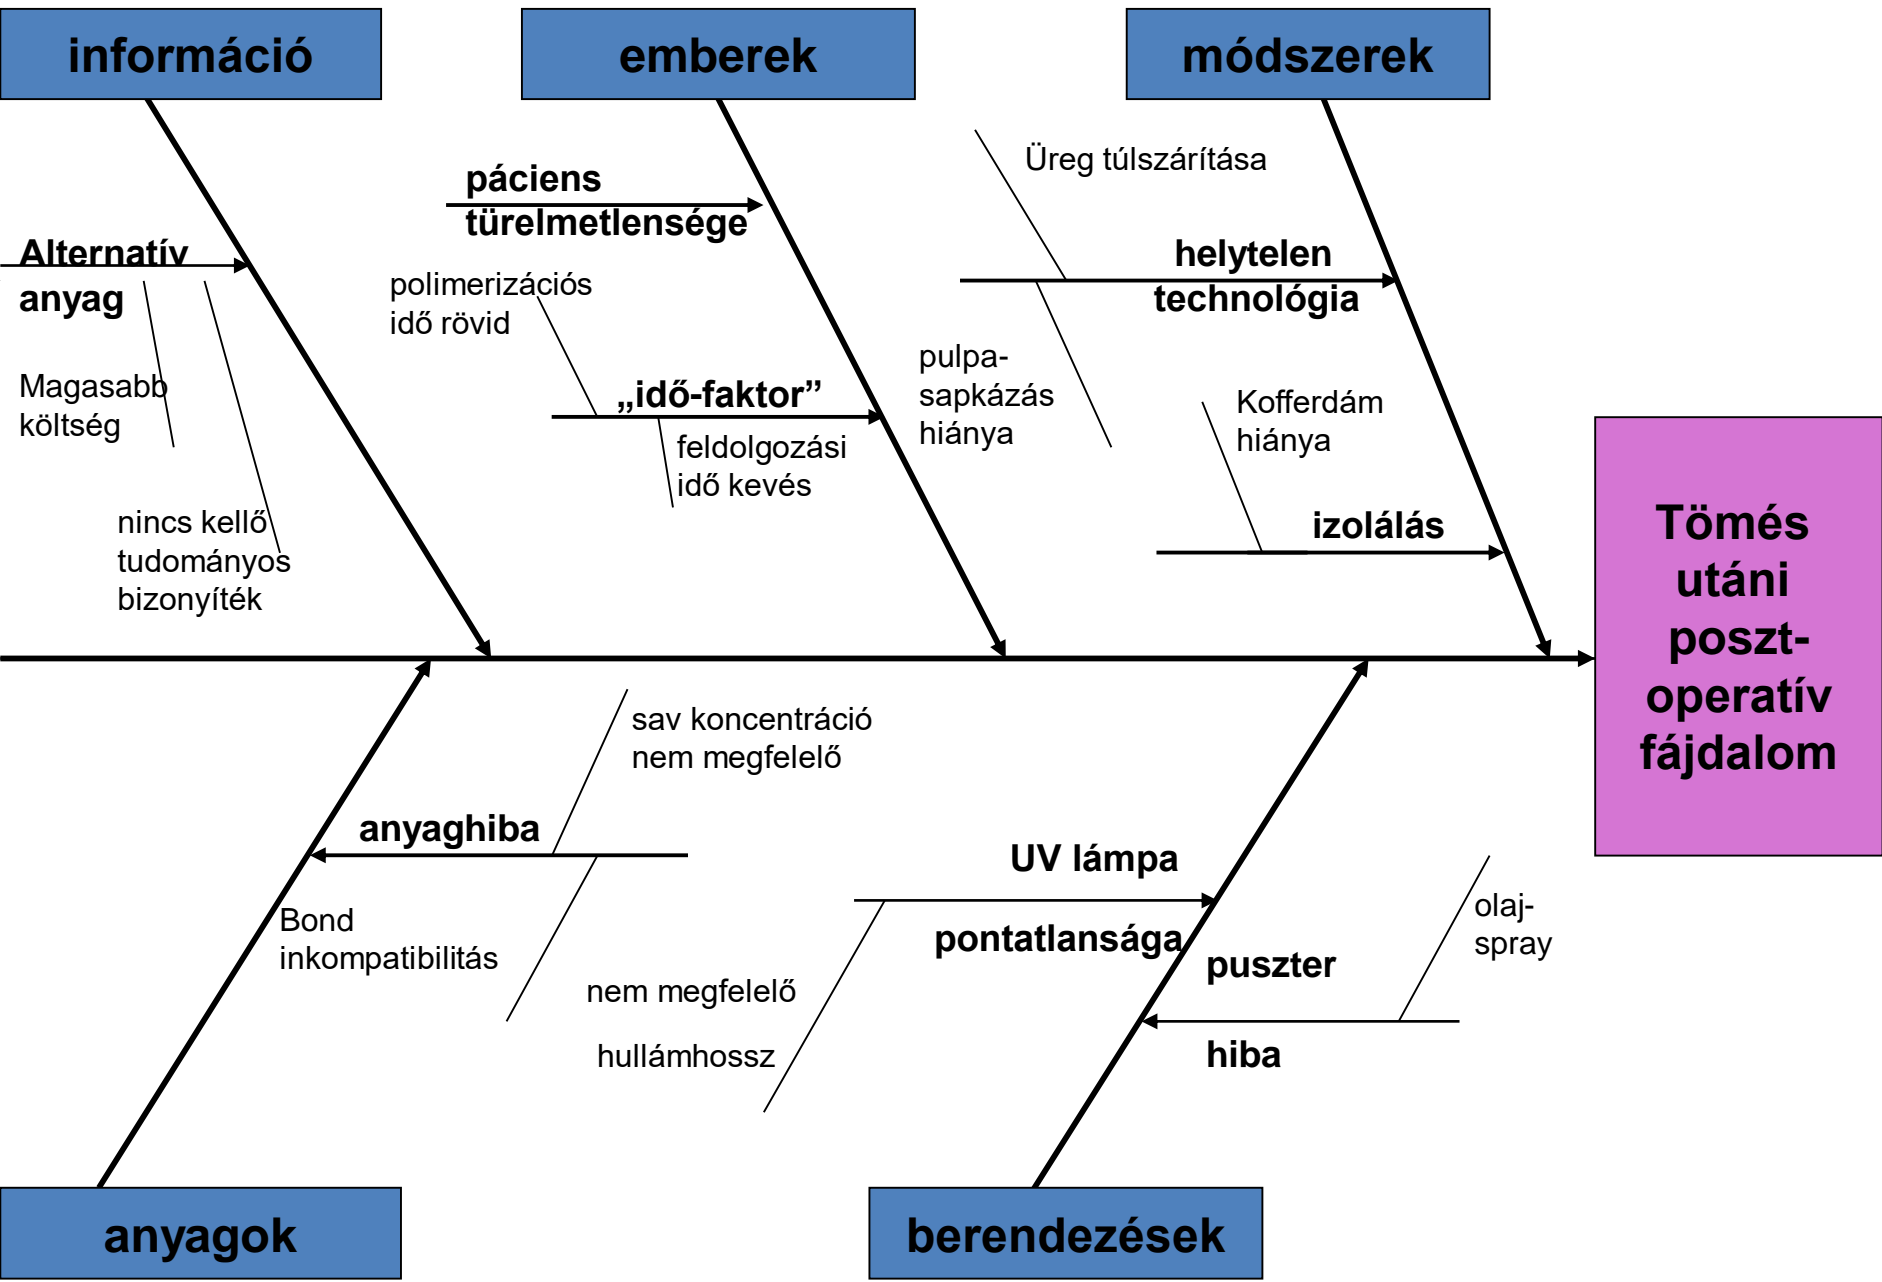 információ
emberek
módszerek
Üreg túlszárítása
páciens
türelmetlensége
Alternatív
anyag
helytelen
technológia
polimerizációs
idő rövid
pulpa-
sapkázás
hiánya
Magasabb
költség
„idő-faktor”
Kofferdám
hiánya
feldolgozási
idő kevés
nincs kellő
tudományos
bizonyíték
izolálás
Tömés
utáni
poszt-
operatív
fájdalom
sav koncentráció
nem megfelelő
anyaghiba
UV lámpa
pontatlansága
Bond
inkompatibilitás
olaj-
spray
puszter
hiba
nem megfelelő
hullámhossz
anyagok
berendezések